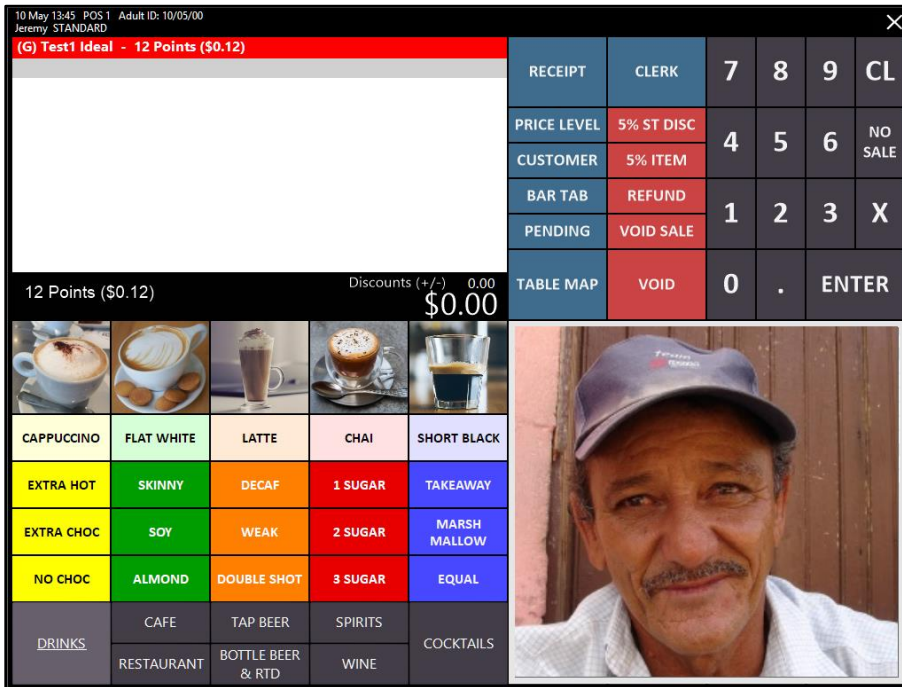 10 May 13:45 POS 1 Adult ID: 10/05/00
Jeremy STANDARD
(G) Test1 Ideal - 12 Points ($0.12)
12 Points ($0.12)
Discounts (+/-) 0.00
$0.00
RECEIPT CLERK 7 8 9 CL
PRICE LEVEL 5% ST DISC
CUSTOMER 5% ITEM
4 5 6 NO
SALE
BAR TAB REFUND
PENDING VOID SALE
1 2 3 X
TABLE MAP VOID 0 . ENTER
CAPPUCCINO FLAT WHITE LATTE CHAI SHORT BLACK
EXTRA HOT SKINNY DECAF 1 SUGAR TAKEAWAY
EXTRA CHOC SOY WEAK 2 SUGAR MARSH
MALLOW
NO CHOC ALMOND DOUBLE SHOT 3 SUGAR EQUAL
DRINKS
CAFE TAP BEER SPIRITS
COCKTAILS
RESTAURANT BOTTLE BEER
& RTD WINE
team